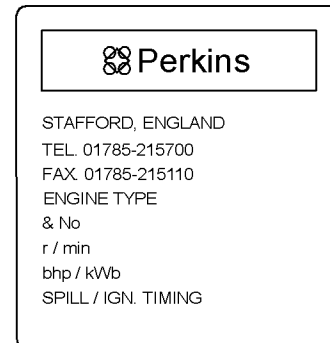 Perkins
STAFFORD, ENGLAND
TEL. 01785-215700
FAX. 01785-215110
ENGINE TYPE
& No
r / min
bhp / kWb
SPILL / IGN. TIMING